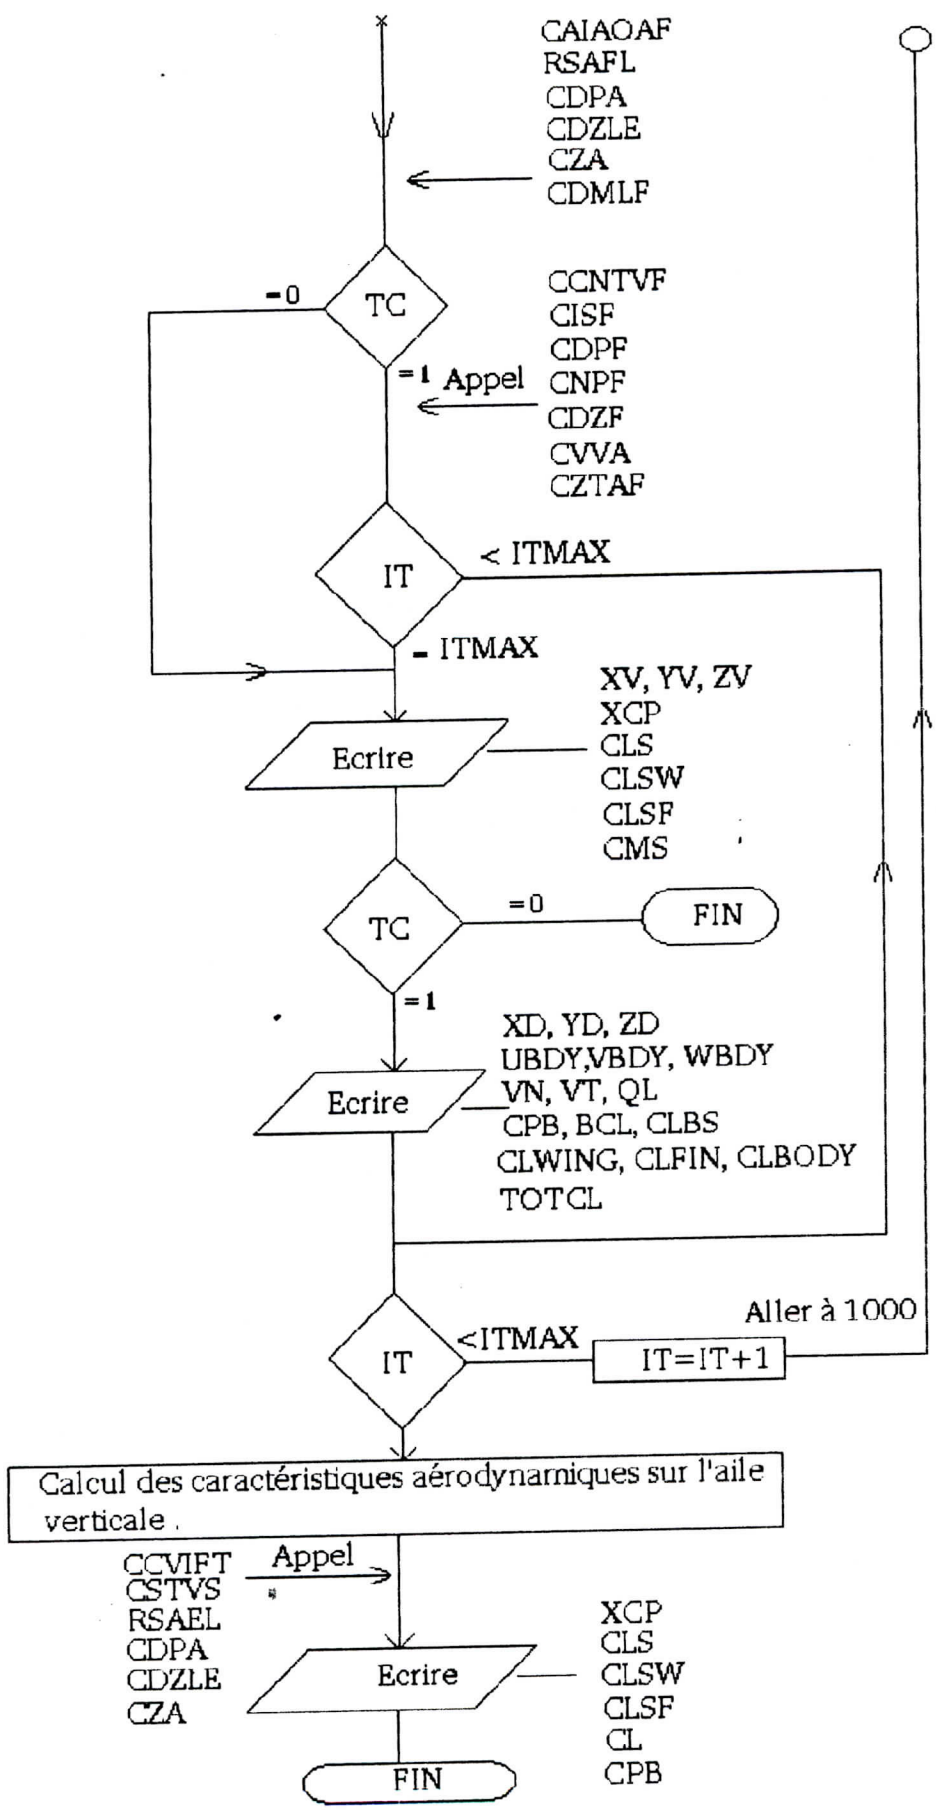 CAIAOAF
RSAFL
CDPA
CDZLE
CZA
CDMLF
=0
TC
=1
Appel
CCNTVF
CISF
CDPF
CNPF
CDZF
CVVA
CZTAF
IT
< ITMAX
= ITMAX
Ecrire
XV, YV, ZV
XCP
CLS
CLSW
CLSF
CMS
TC
=0
FIN
=1
Ecrire
XD, YD, ZD
UBDY,VBDY, WBDY
VN, VT, QL
CPB, BCL, CLBS
CLWING, CLFIN, CLBODY
TOTCL
Aller à 1000
IT
<ITMAX
IT=IT+1
Calcul des caractéristiques aérodynamiques sur l'aile
verticale .
CCVIFT
CSTVS
RSAEL
CDPA
CDZLE
CZA
Appel
Ecrire
XCP
CLS
CLSW
CLSF
CL
CPB
FIN